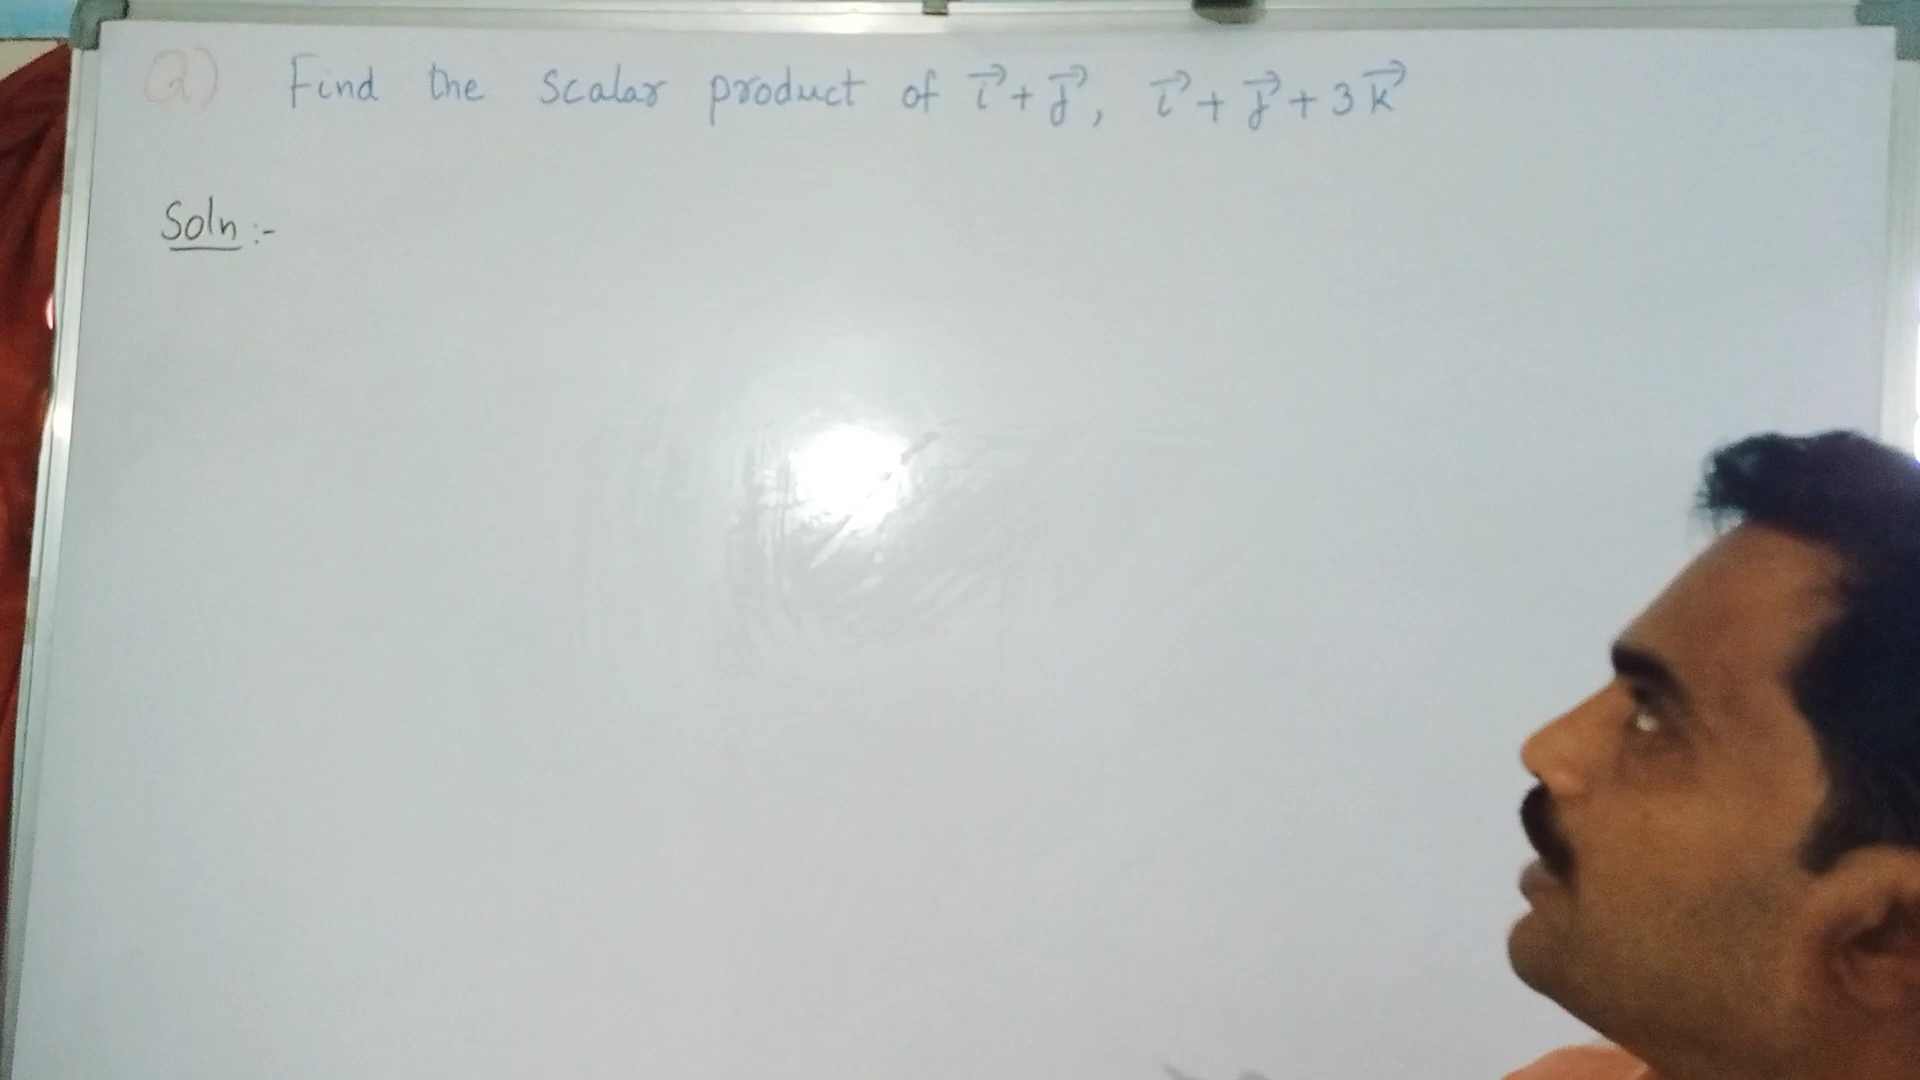 Q) Find the scalar product of i⃗ + j⃗, i⃗ + j⃗ + 3k⃗
Soln :-